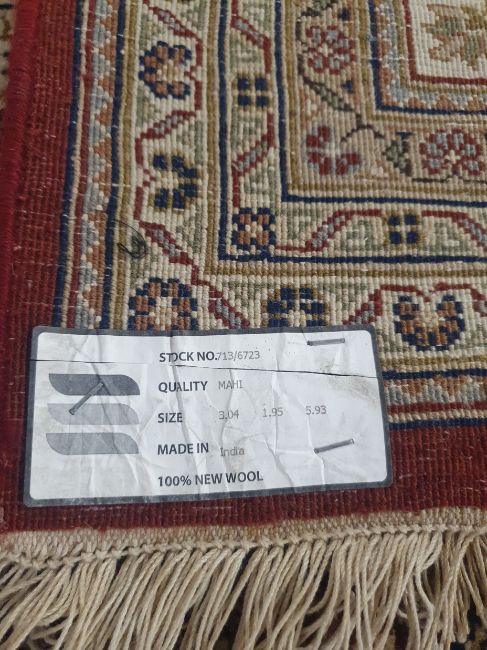 STOCK NO. 713/6723
QUALITY MAHI
SIZE 3.04 1.95 5.93
MADE IN India
100% NEW WOOL